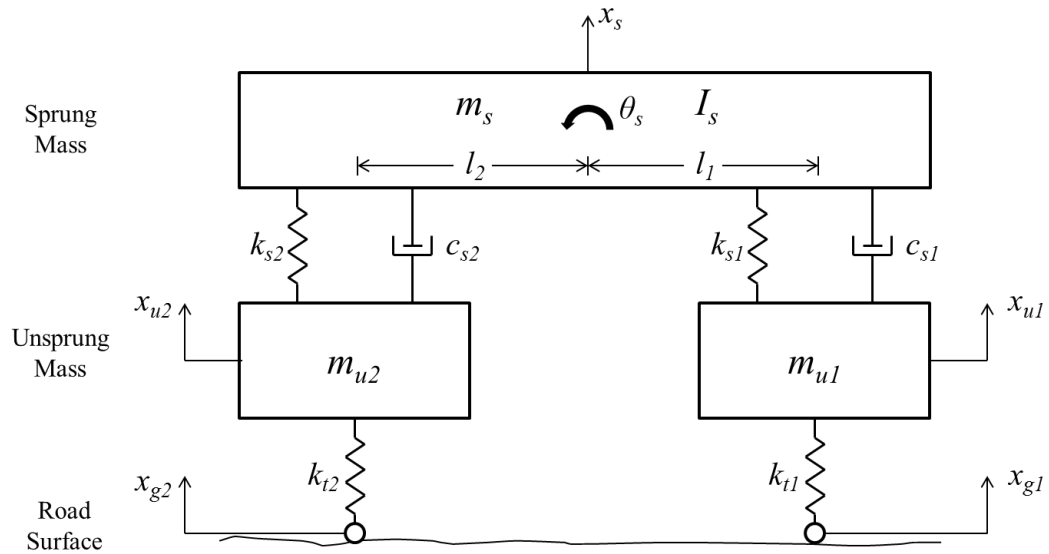 x_s
Sprung
Mass
m_s θ_s I_s
l_2 l_1
k_s2 c_s2 k_s1 c_s1
x_u2 x_u1
Unsprung
Mass
m_u2 m_u1
k_t2 k_t1
x_g2 x_g1
Road
Surface